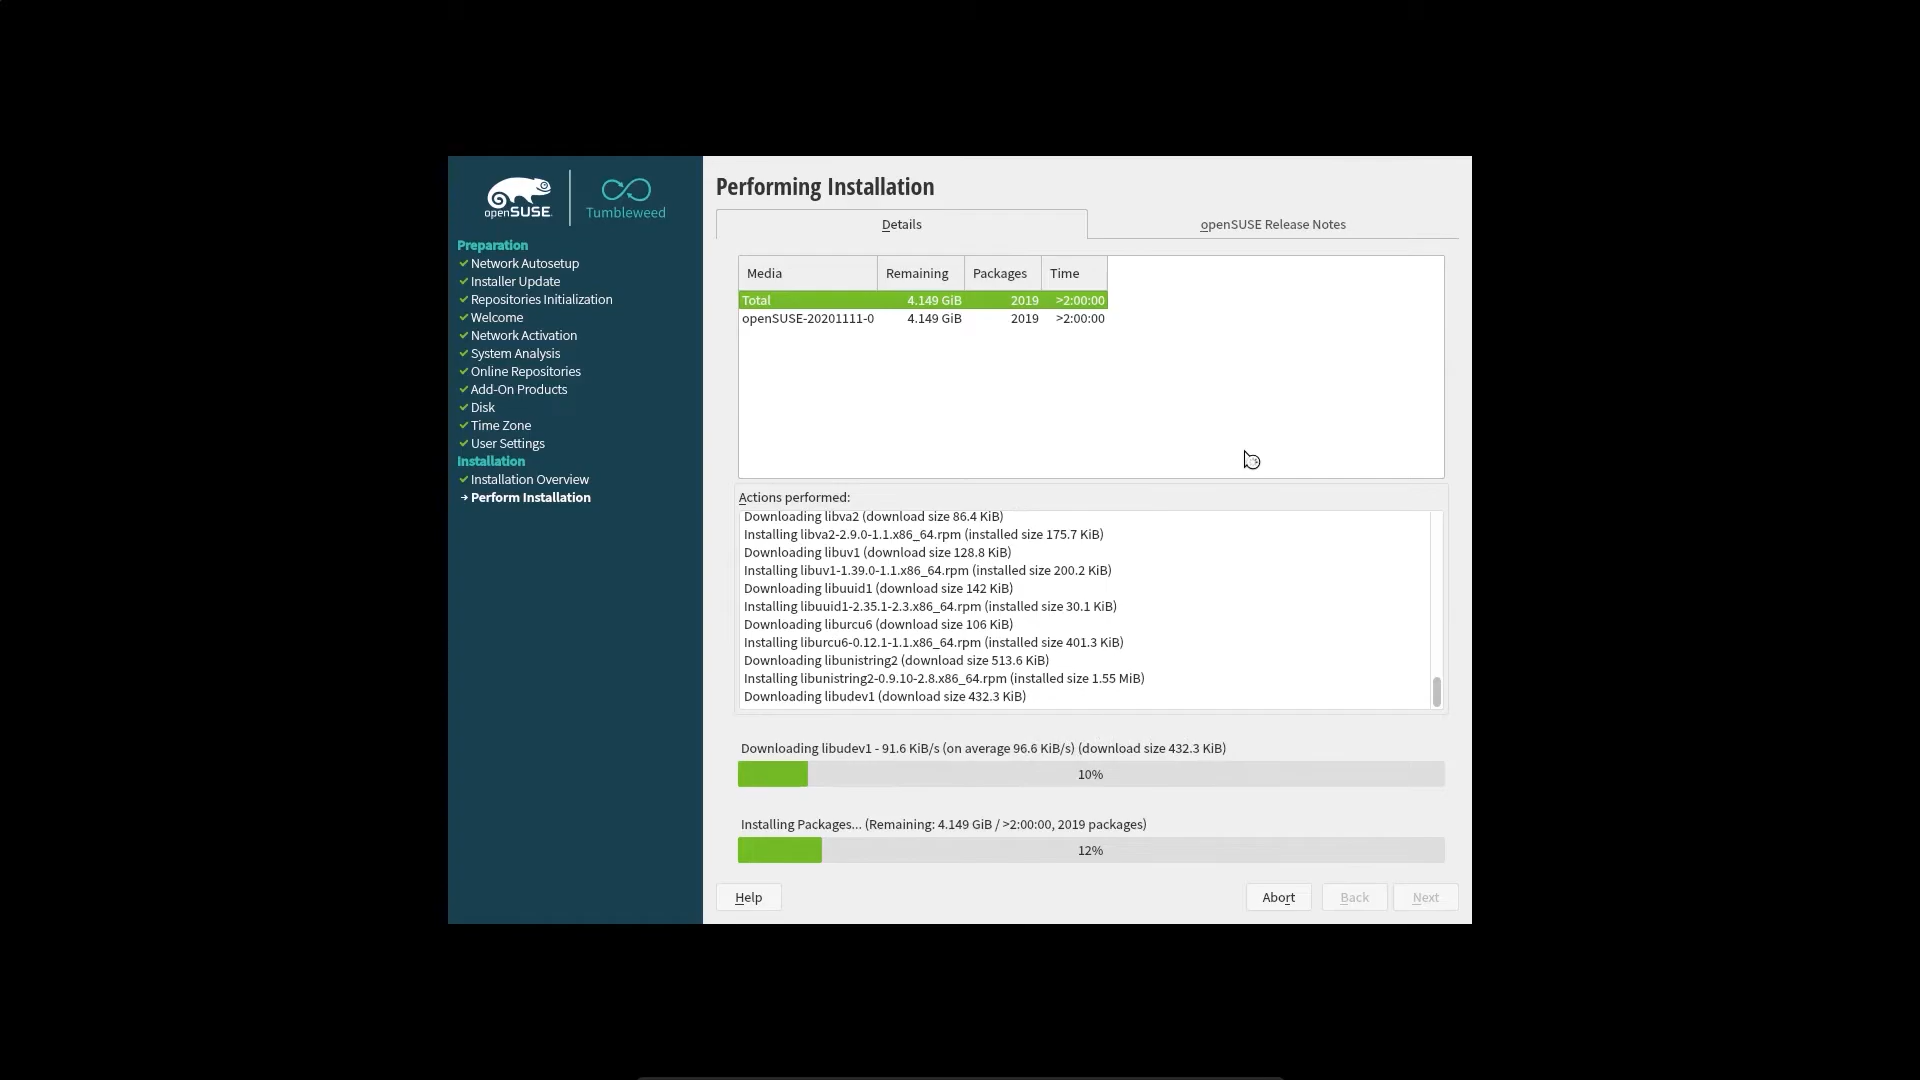 openSUSE
Tumbleweed
Preparation
Network Autosetup
Installer Update
Repositories Initialization
Welcome
Network Activation
System Analysis
Online Repositories
Add-On Products
Disk
Time Zone
User Settings
Installation
Installation Overview
Perform Installation
Performing Installation
Details openSUSE Release Notes
Media Remaining Packages Time
Total 4.149 GiB 2019 >2:00:00
openSUSE-20201111-0 4.149 GiB 2019 >2:00:00
Actions performed:
Downloading libva2 (download size 86.4 KiB)
Installing libva2-2.9.0-1.1.x86_64.rpm (installed size 175.7 KiB)
Downloading libuv1 (download size 128.8 KiB)
Installing libuv1-1.39.0-1.1.x86_64.rpm (installed size 200.2 KiB)
Downloading libuuid1 (download size 142 KiB)
Installing libuuid1-2.35.1-2.3.x86_64.rpm (installed size 30.1 KiB)
Downloading liburcu6 (download size 106 KiB)
Installing liburcu6-0.12.1-1.1.x86_64.rpm (installed size 401.3 KiB)
Downloading libunistring2 (download size 513.6 KiB)
Installing libunistring2-0.9.10-2.8.x86_64.rpm (installed size 1.55 MiB)
Downloading libudev1 (download size 432.3 KiB)
Downloading libudev1 - 91.6 KiB/s (on average 96.6 KiB/s) (download size 432.3 KiB)
10%
Installing Packages... (Remaining: 4.149 GiB / >2:00:00, 2019 packages)
12%
Help Abort Back Next